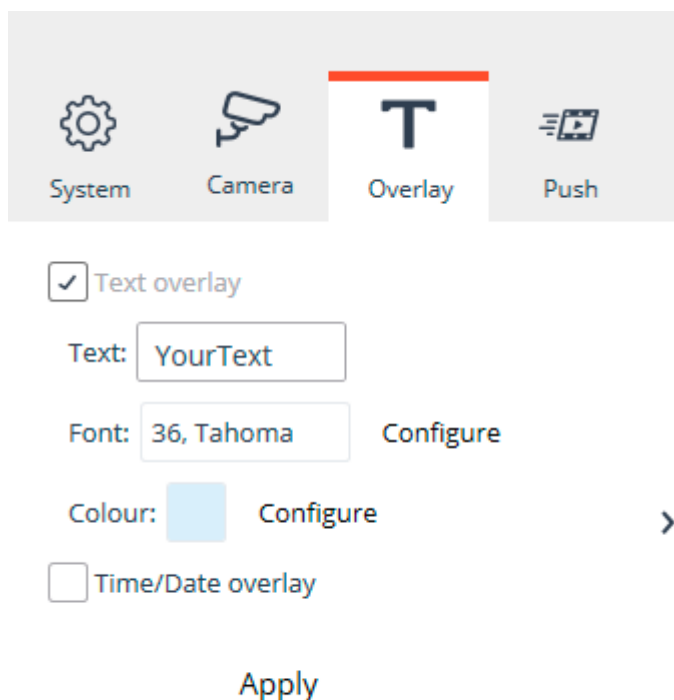 System Camera Overlay Push
Text overlay
Text: YourText
Font: 36, Tahoma Configure
Colour: Configure
Time/Date overlay
Apply